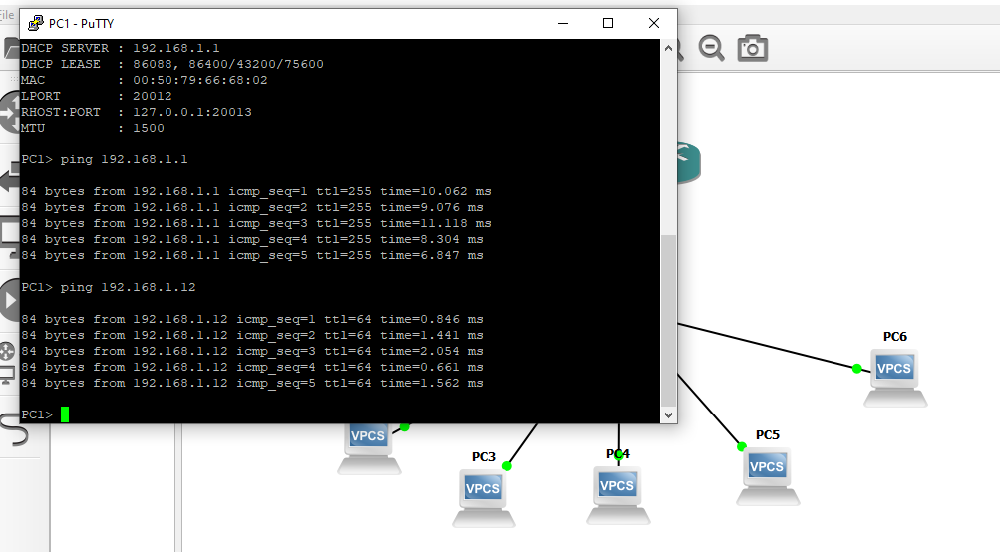 PC1 - PuTTY
File
DHCP SERVER : 192.168.1.1
DHCP LEASE : 86088, 86400/43200/75600
MAC : 00:50:79:66:68:02
LPORT : 20012
RHOST:PORT : 127.0.0.1:20013
MTU : 1500
PC1> ping 192.168.1.1
84 bytes from 192.168.1.1 icmp_seq=1 ttl=255 time=10.062 ms
84 bytes from 192.168.1.1 icmp_seq=2 ttl=255 time=9.076 ms
84 bytes from 192.168.1.1 icmp_seq=3 ttl=255 time=11.118 ms
84 bytes from 192.168.1.1 icmp_seq=4 ttl=255 time=8.304 ms
84 bytes from 192.168.1.1 icmp_seq=5 ttl=255 time=6.847 ms
PC1> ping 192.168.1.12
84 bytes from 192.168.1.12 icmp_seq=1 ttl=64 time=0.846 ms
84 bytes from 192.168.1.12 icmp_seq=2 ttl=64 time=1.441 ms
84 bytes from 192.168.1.12 icmp_seq=3 ttl=64 time=2.054 ms
84 bytes from 192.168.1.12 icmp_seq=4 ttl=64 time=0.661 ms
84 bytes from 192.168.1.12 icmp_seq=5 ttl=64 time=1.562 ms
PC1>
PC6
VPCS
VPCS
PC3
VPCS
PC4
VPCS
PC5
VPCS